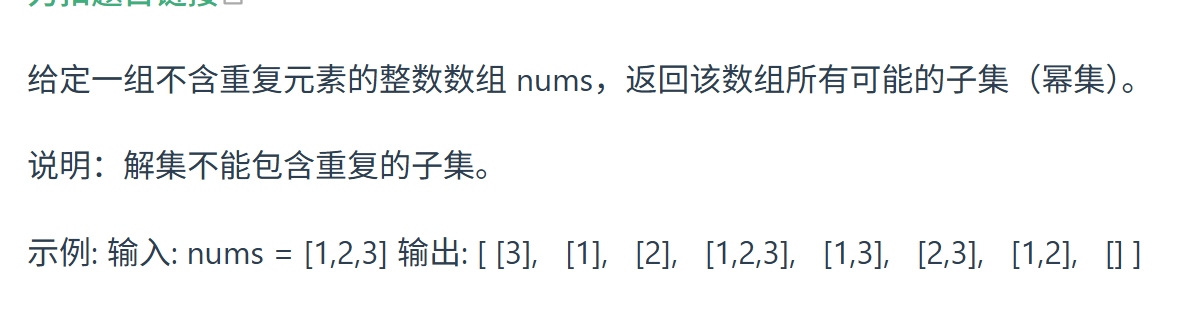 给定一组不含重复元素的整数数组 nums，返回该数组所有可能的子集（幂集）。
说明：解集不能包含重复的子集。
示例: 输入: nums = [1,2,3] 输出: [ [3],   [1],   [2],   [1,2,3],   [1,3],   [2,3],   [1,2],   [] ]